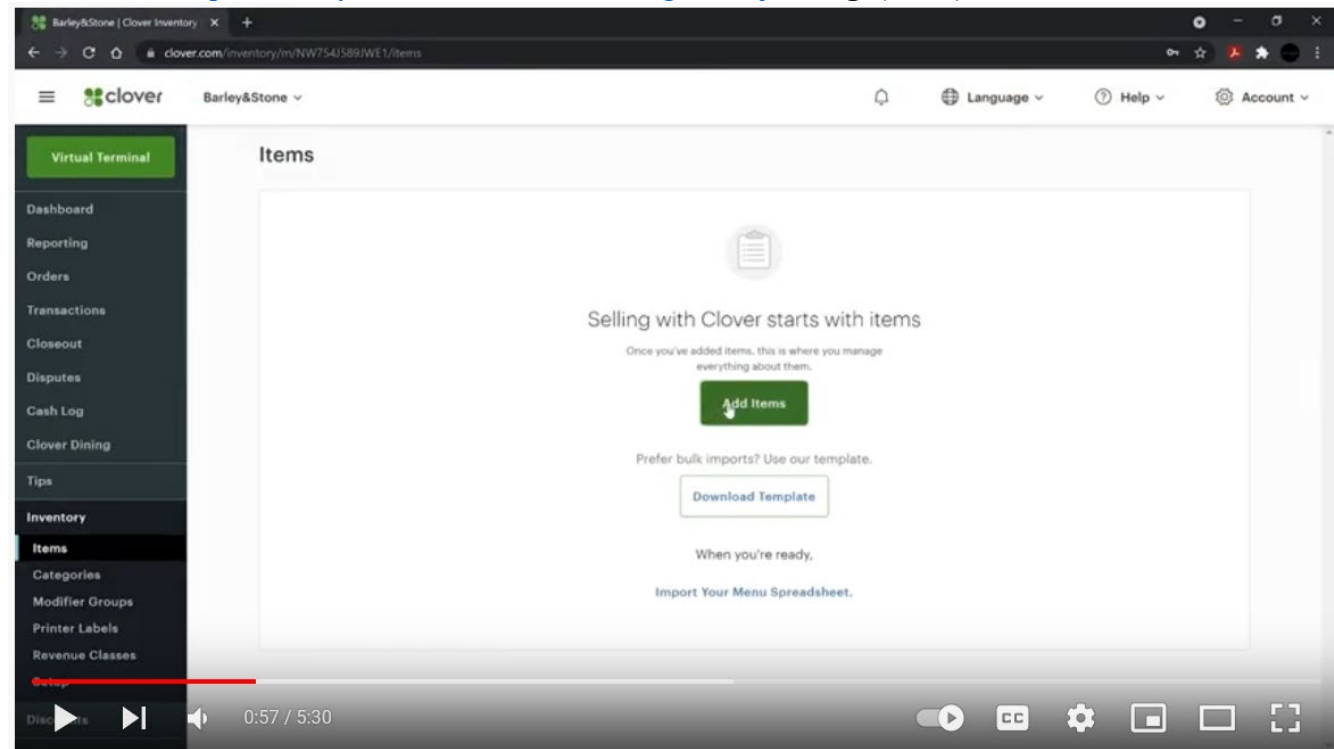 Barley&Stone | Clover Inventory
clover.com/inventory/m/NW754J589JWE1/items
clover
Barley&Stone
Language
Help
Account
Virtual Terminal
Items
Dashboard
Reporting
Orders
Transactions
Closeout
Disputes
Cash Log
Clover Dining
Tips
Inventory
Items
Categories
Modifier Groups
Printer Labels
Revenue Classes
Setup
Selling with Clover starts with items
Once you've added items, this is where you manage
everything about them.
Add Items
Prefer bulk imports? Use our template.
Download Template
When you're ready,
Import Your Menu Spreadsheet.
0:57 / 5:30
CC